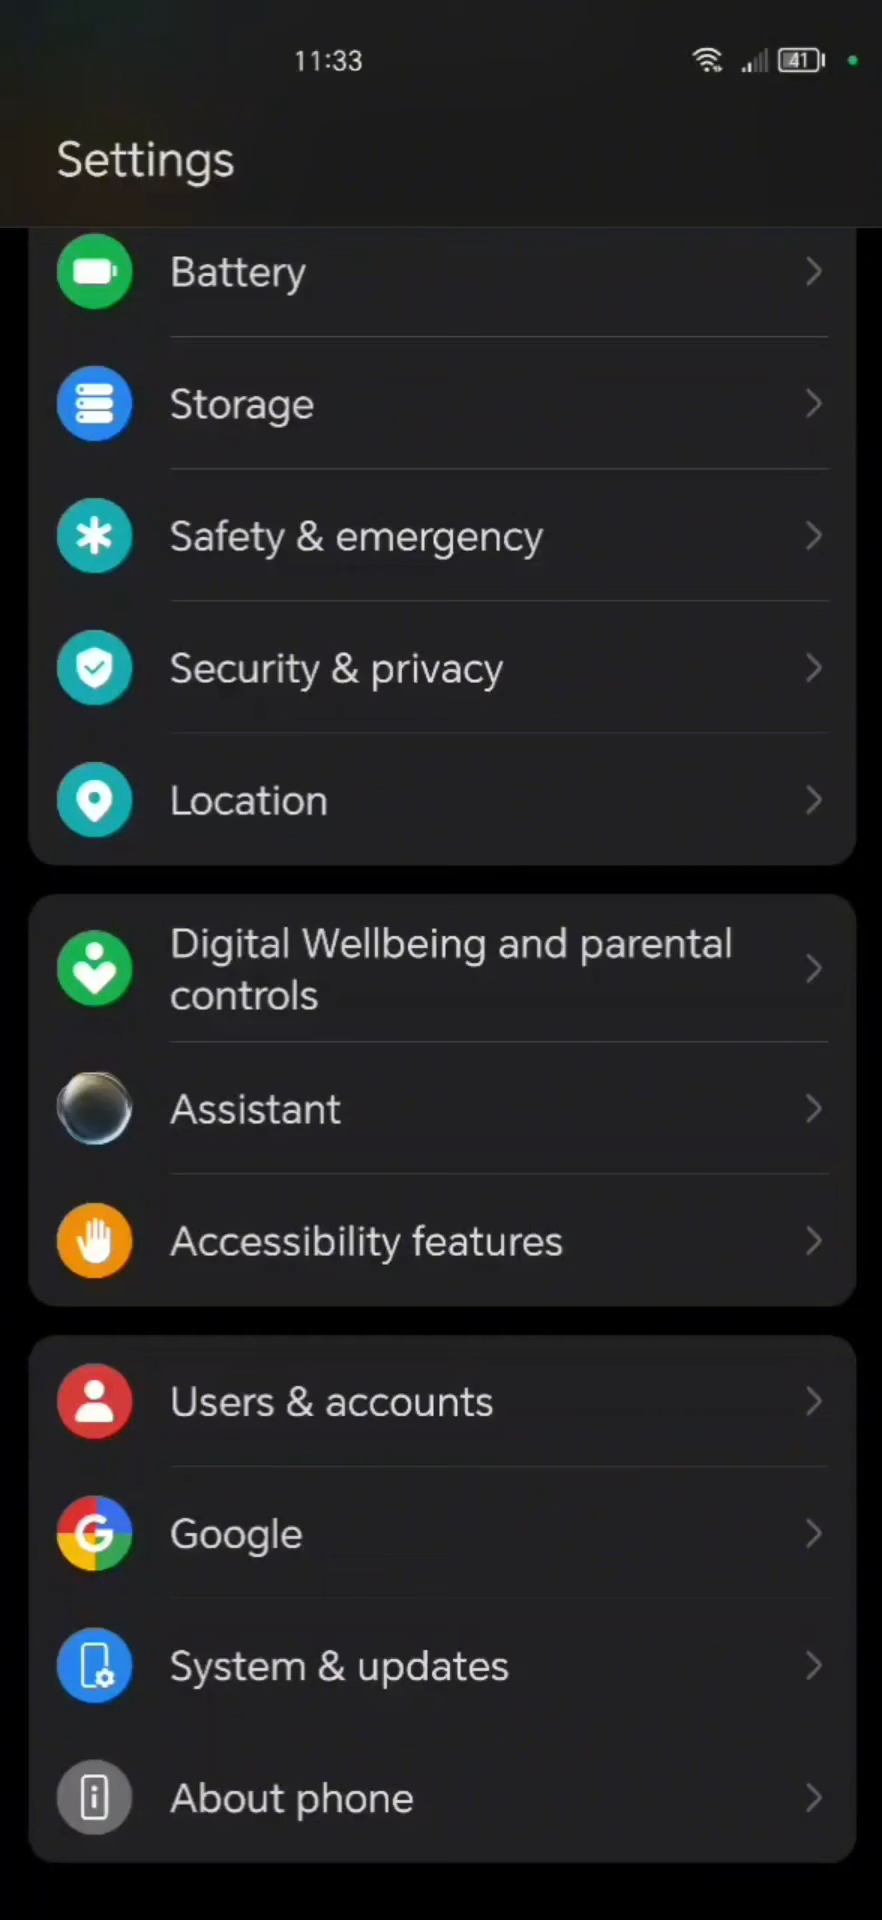 11:33
41
Settings
Battery
Storage
Safety & emergency
Security & privacy
Location
Digital Wellbeing and parental
controls
Assistant
Accessibility features
Users & accounts
G
Google
System & updates
About phone